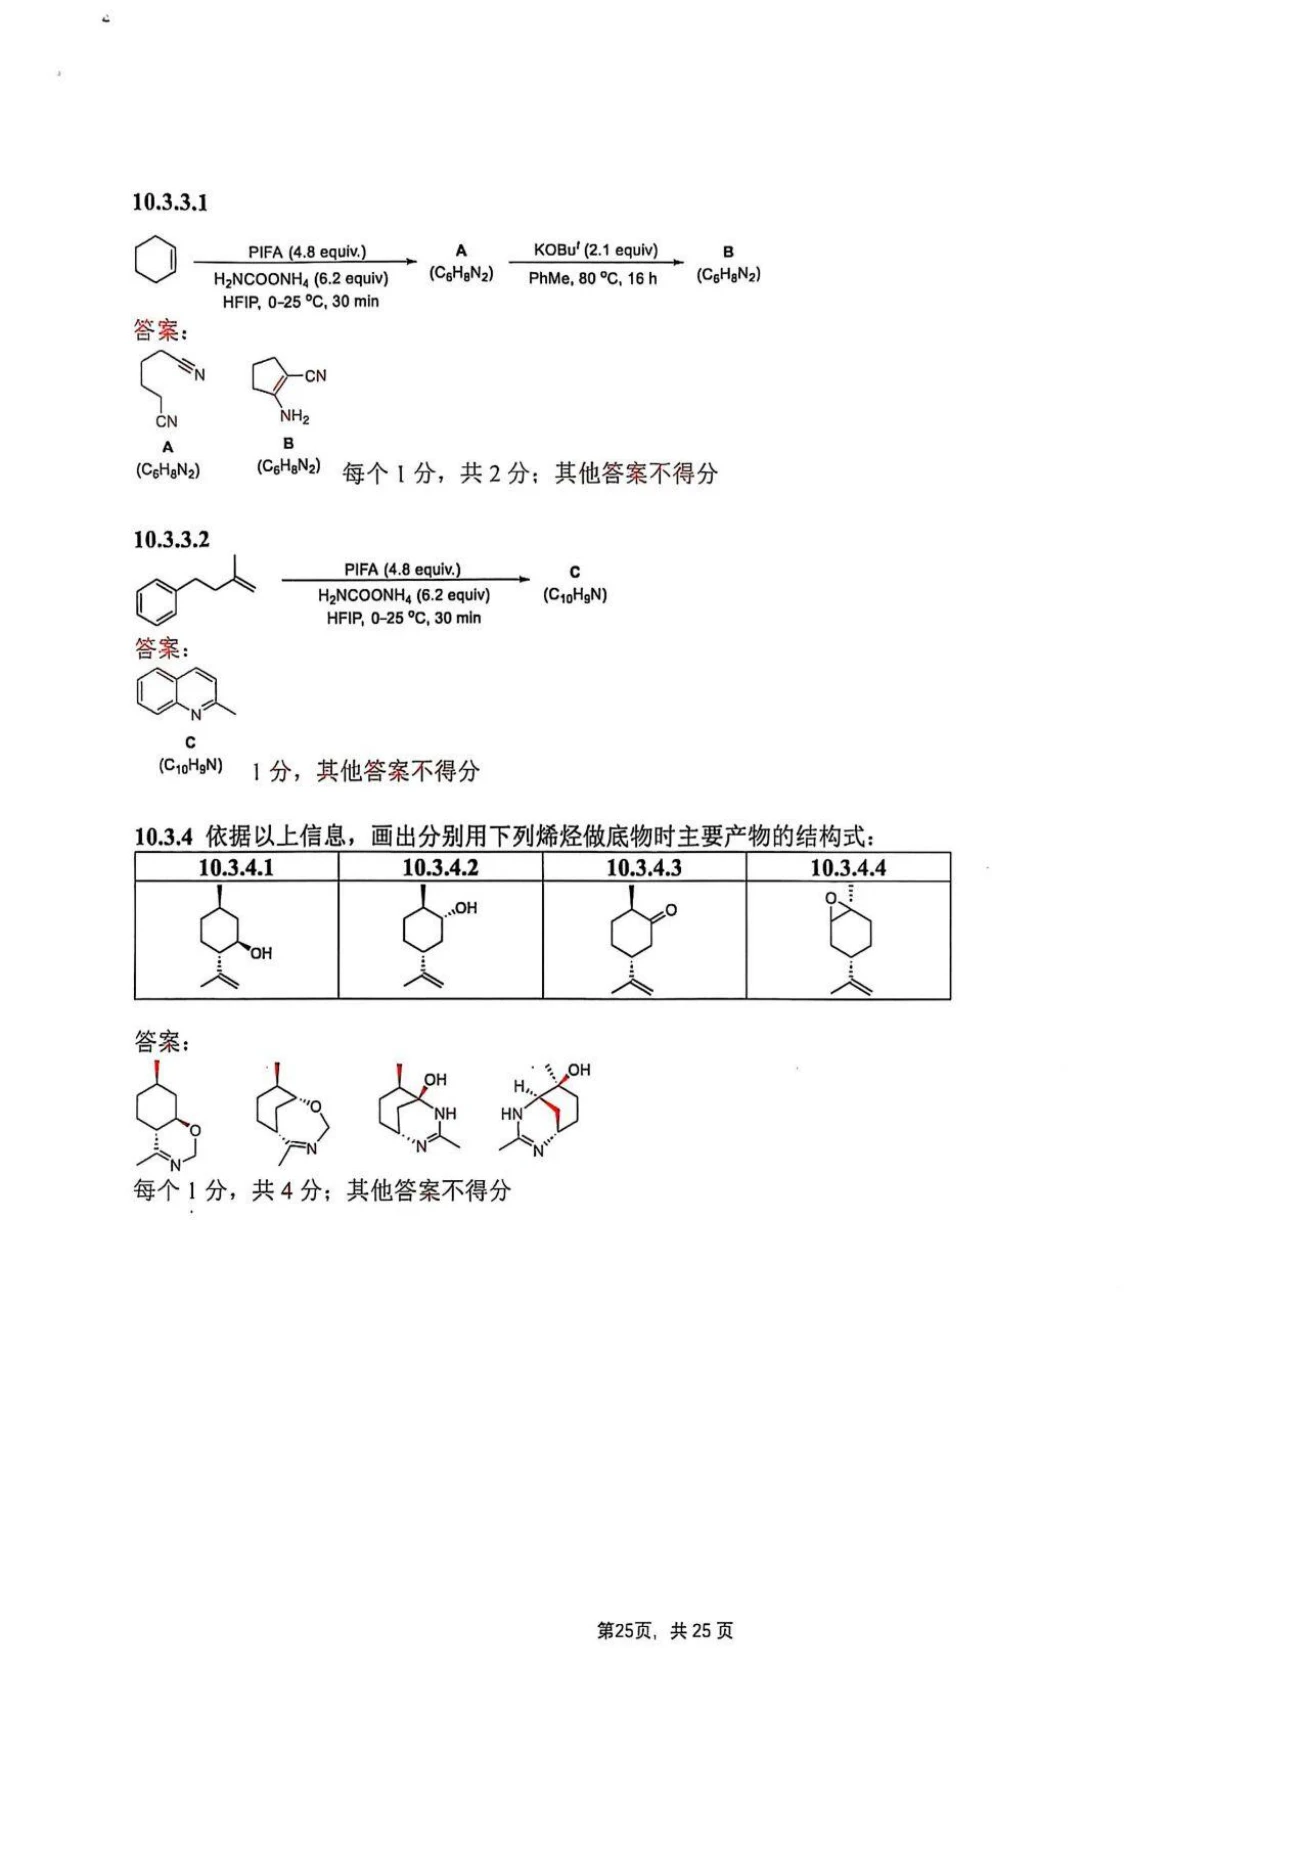 10.3.3.1
PIFA (4.8 equiv.) A KOBuᵗ (2.1 equiv) B
H₂NCOONH₄ (6.2 equiv) (C₆H₈N₂) PhMe, 80 ºC, 16 h (C₆H₈N₂)
HFIP, 0–25 ºC, 30 min
答案：
N CN
CN NH₂
A B
(C₆H₈N₂) (C₆H₈N₂) 每个 1 分，共 2 分；其他答案不得分
10.3.3.2
PIFA (4.8 equiv.) C
H₂NCOONH₄ (6.2 equiv) (C₁₀H₉N)
HFIP, 0–25 ºC, 30 min
答案：
N
C
(C₁₀H₉N) 1 分，其他答案不得分
10.3.4 依据以上信息，画出分别用下列烯烃做底物时主要产物的结构式：
10.3.4.1 10.3.4.2 10.3.4.3 10.3.4.4
OH OH O O
答案：
O N
O N
OH NH N
H OH HN N
每个 1 分，共 4 分；其他答案不得分
第25页，共 25 页